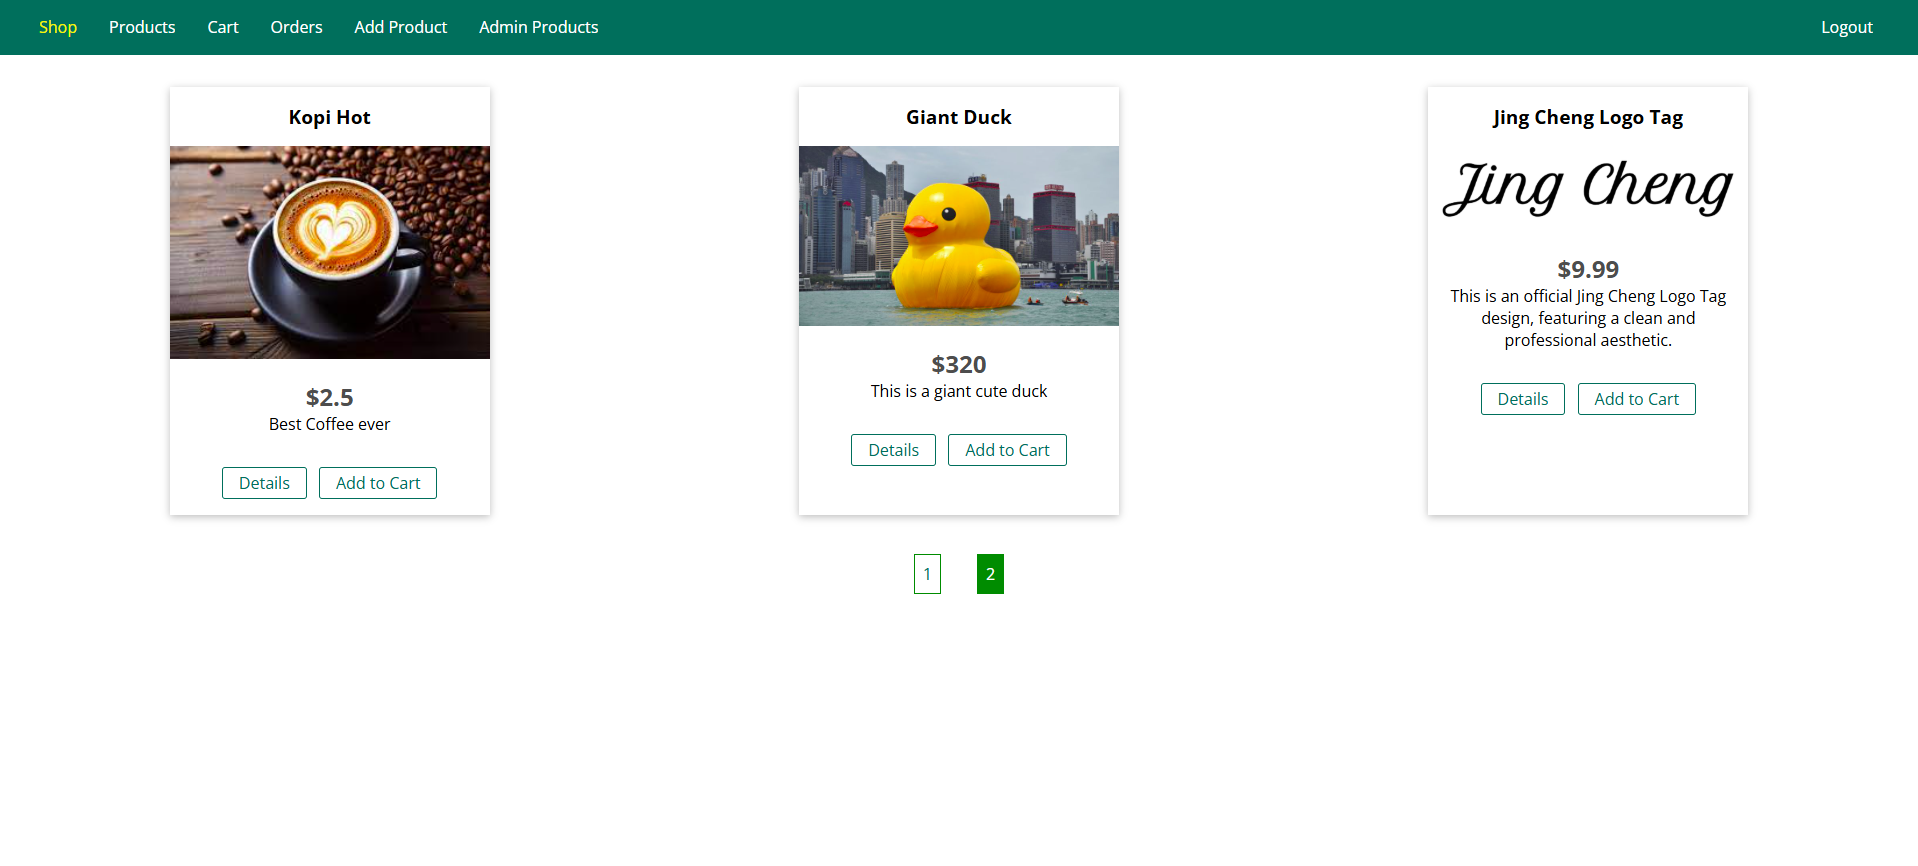 Shop Products Cart Orders Add Product Admin Products Logout
Kopi Hot
$2.5
Best Coffee ever
Details Add to Cart
Giant Duck
$320
This is a giant cute duck
Details Add to Cart
Jing Cheng Logo Tag
Jing Cheng
$9.99
This is an official Jing Cheng Logo Tag
design, featuring a clean and
professional aesthetic.
Details Add to Cart
1 2